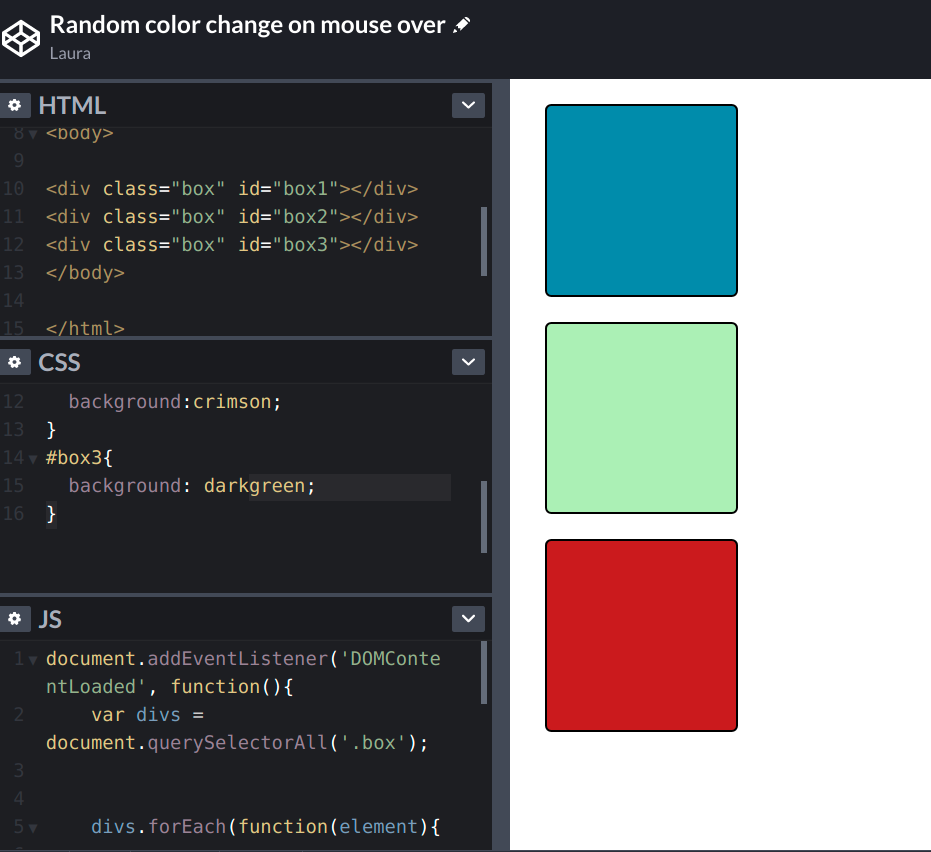 Random color change on mouse over
Laura
HTML
8 <body>
9
10 <div class="box" id="box1"></div>
11 <div class="box" id="box2"></div>
12 <div class="box" id="box3"></div>
13 </body>
14
15 </html>
CSS
12 background:crimson;
13 }
14 #box3{
15 background: darkgreen;
16 }
JS
1 document.addEventListener('DOMConte
ntLoaded', function(){
2 var divs =
document.querySelectorAll('.box');
3
4
5 divs.forEach(function(element){